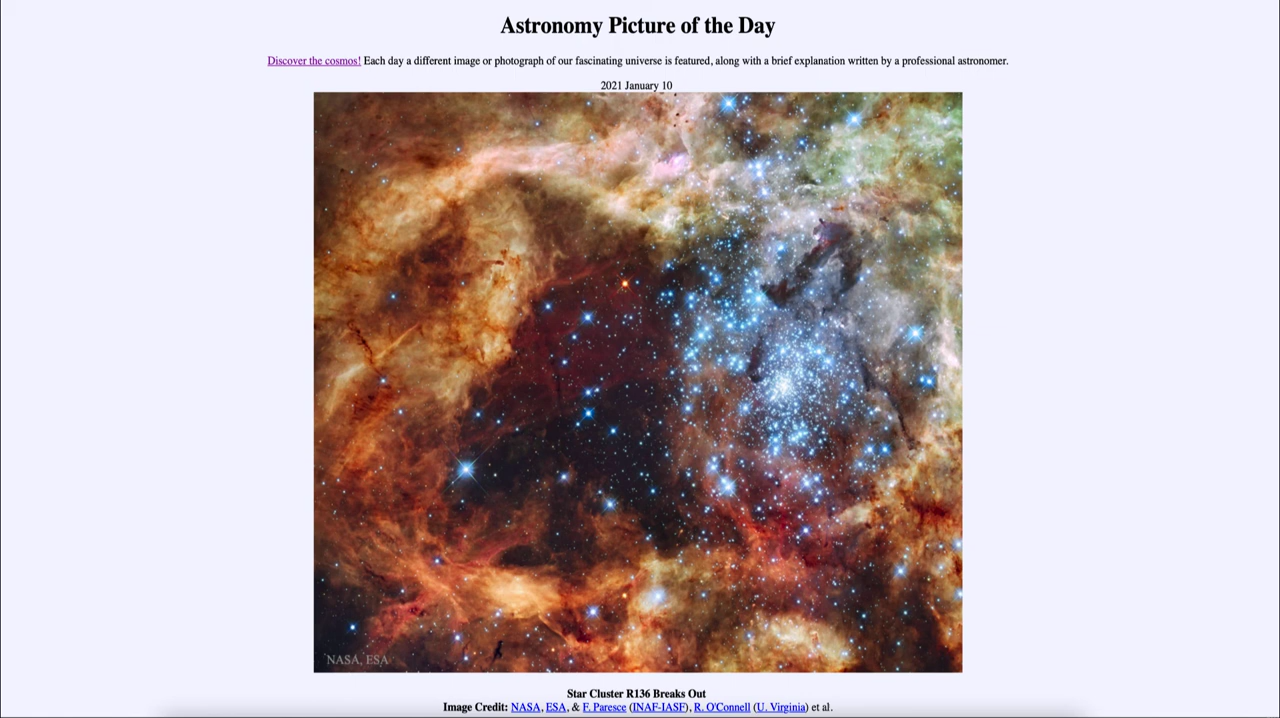 Astronomy Picture of the Day
Discover the cosmos! Each day a different image or photograph of our fascinating universe is featured, along with a brief explanation written by a professional astronomer.
2021 January 10
NASA, ESA
Star Cluster R136 Breaks Out
Image Credit: NASA, ESA, & F. Paresce (INAF-IASF), R. O'Connell (U. Virginia) et al.